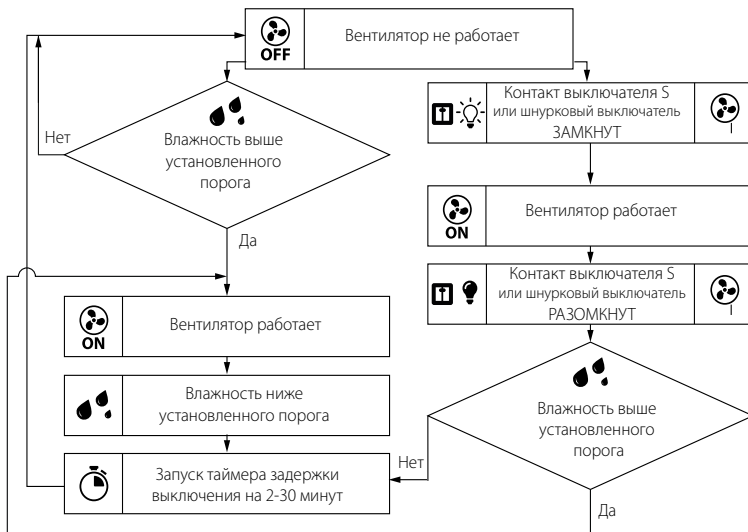 OFF
Вентилятор не работает
Нет
Влажность выше
установленного
порога
Да
Контакт выключателя S
или шнурковый выключатель
ЗАМКНУТ
ON
Вентилятор работает
Контакт выключателя S
или шнурковый выключатель
РАЗОМКНУТ
ON
Вентилятор работает
Влажность ниже
установленного порога
Запуск таймера задержки
выключения на 2-30 минут
Влажность выше
установленного
порога
Нет
Да